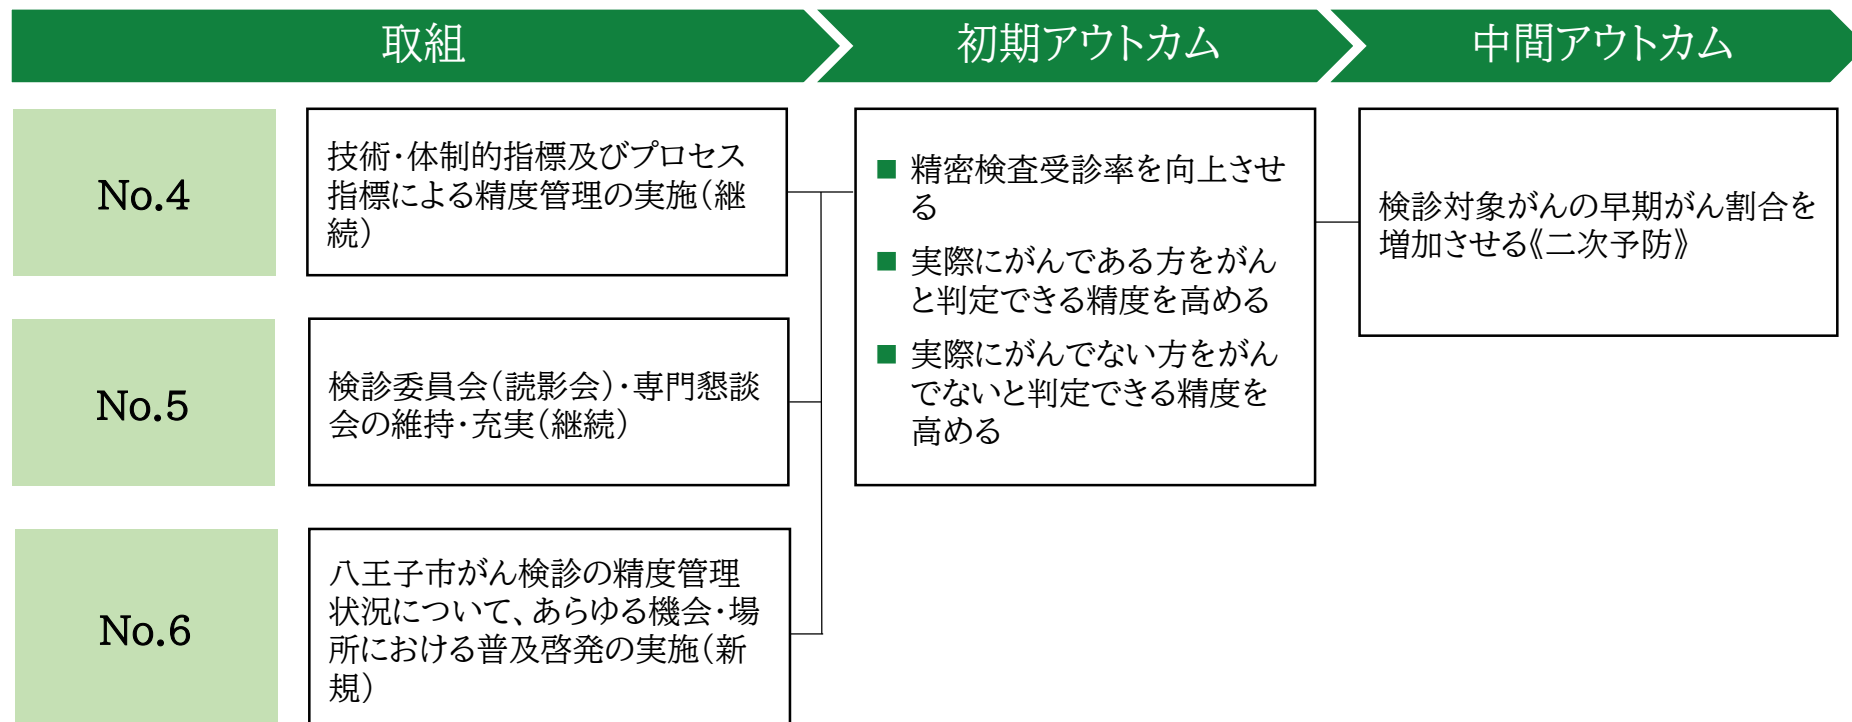 取組
初期アウトカム
中間アウトカム
No.4
技術・体制的指標及びプロセス
指標による精度管理の実施(継
続)
No.5
検診委員会(読影会)・専門懇談
会の維持・充実(継続)
No.6
八王子市がん検診の精度管理
状況について、あらゆる機会・場
所における普及啓発の実施(新
規)
■ 精密検査受診率を向上させ
る
■ 実際にがんである方をがん
と判定できる精度を高める
■ 実際にがんでない方をがん
でないと判定できる精度を
高める
検診対象がんの早期がん割合を
増加させる《二次予防》